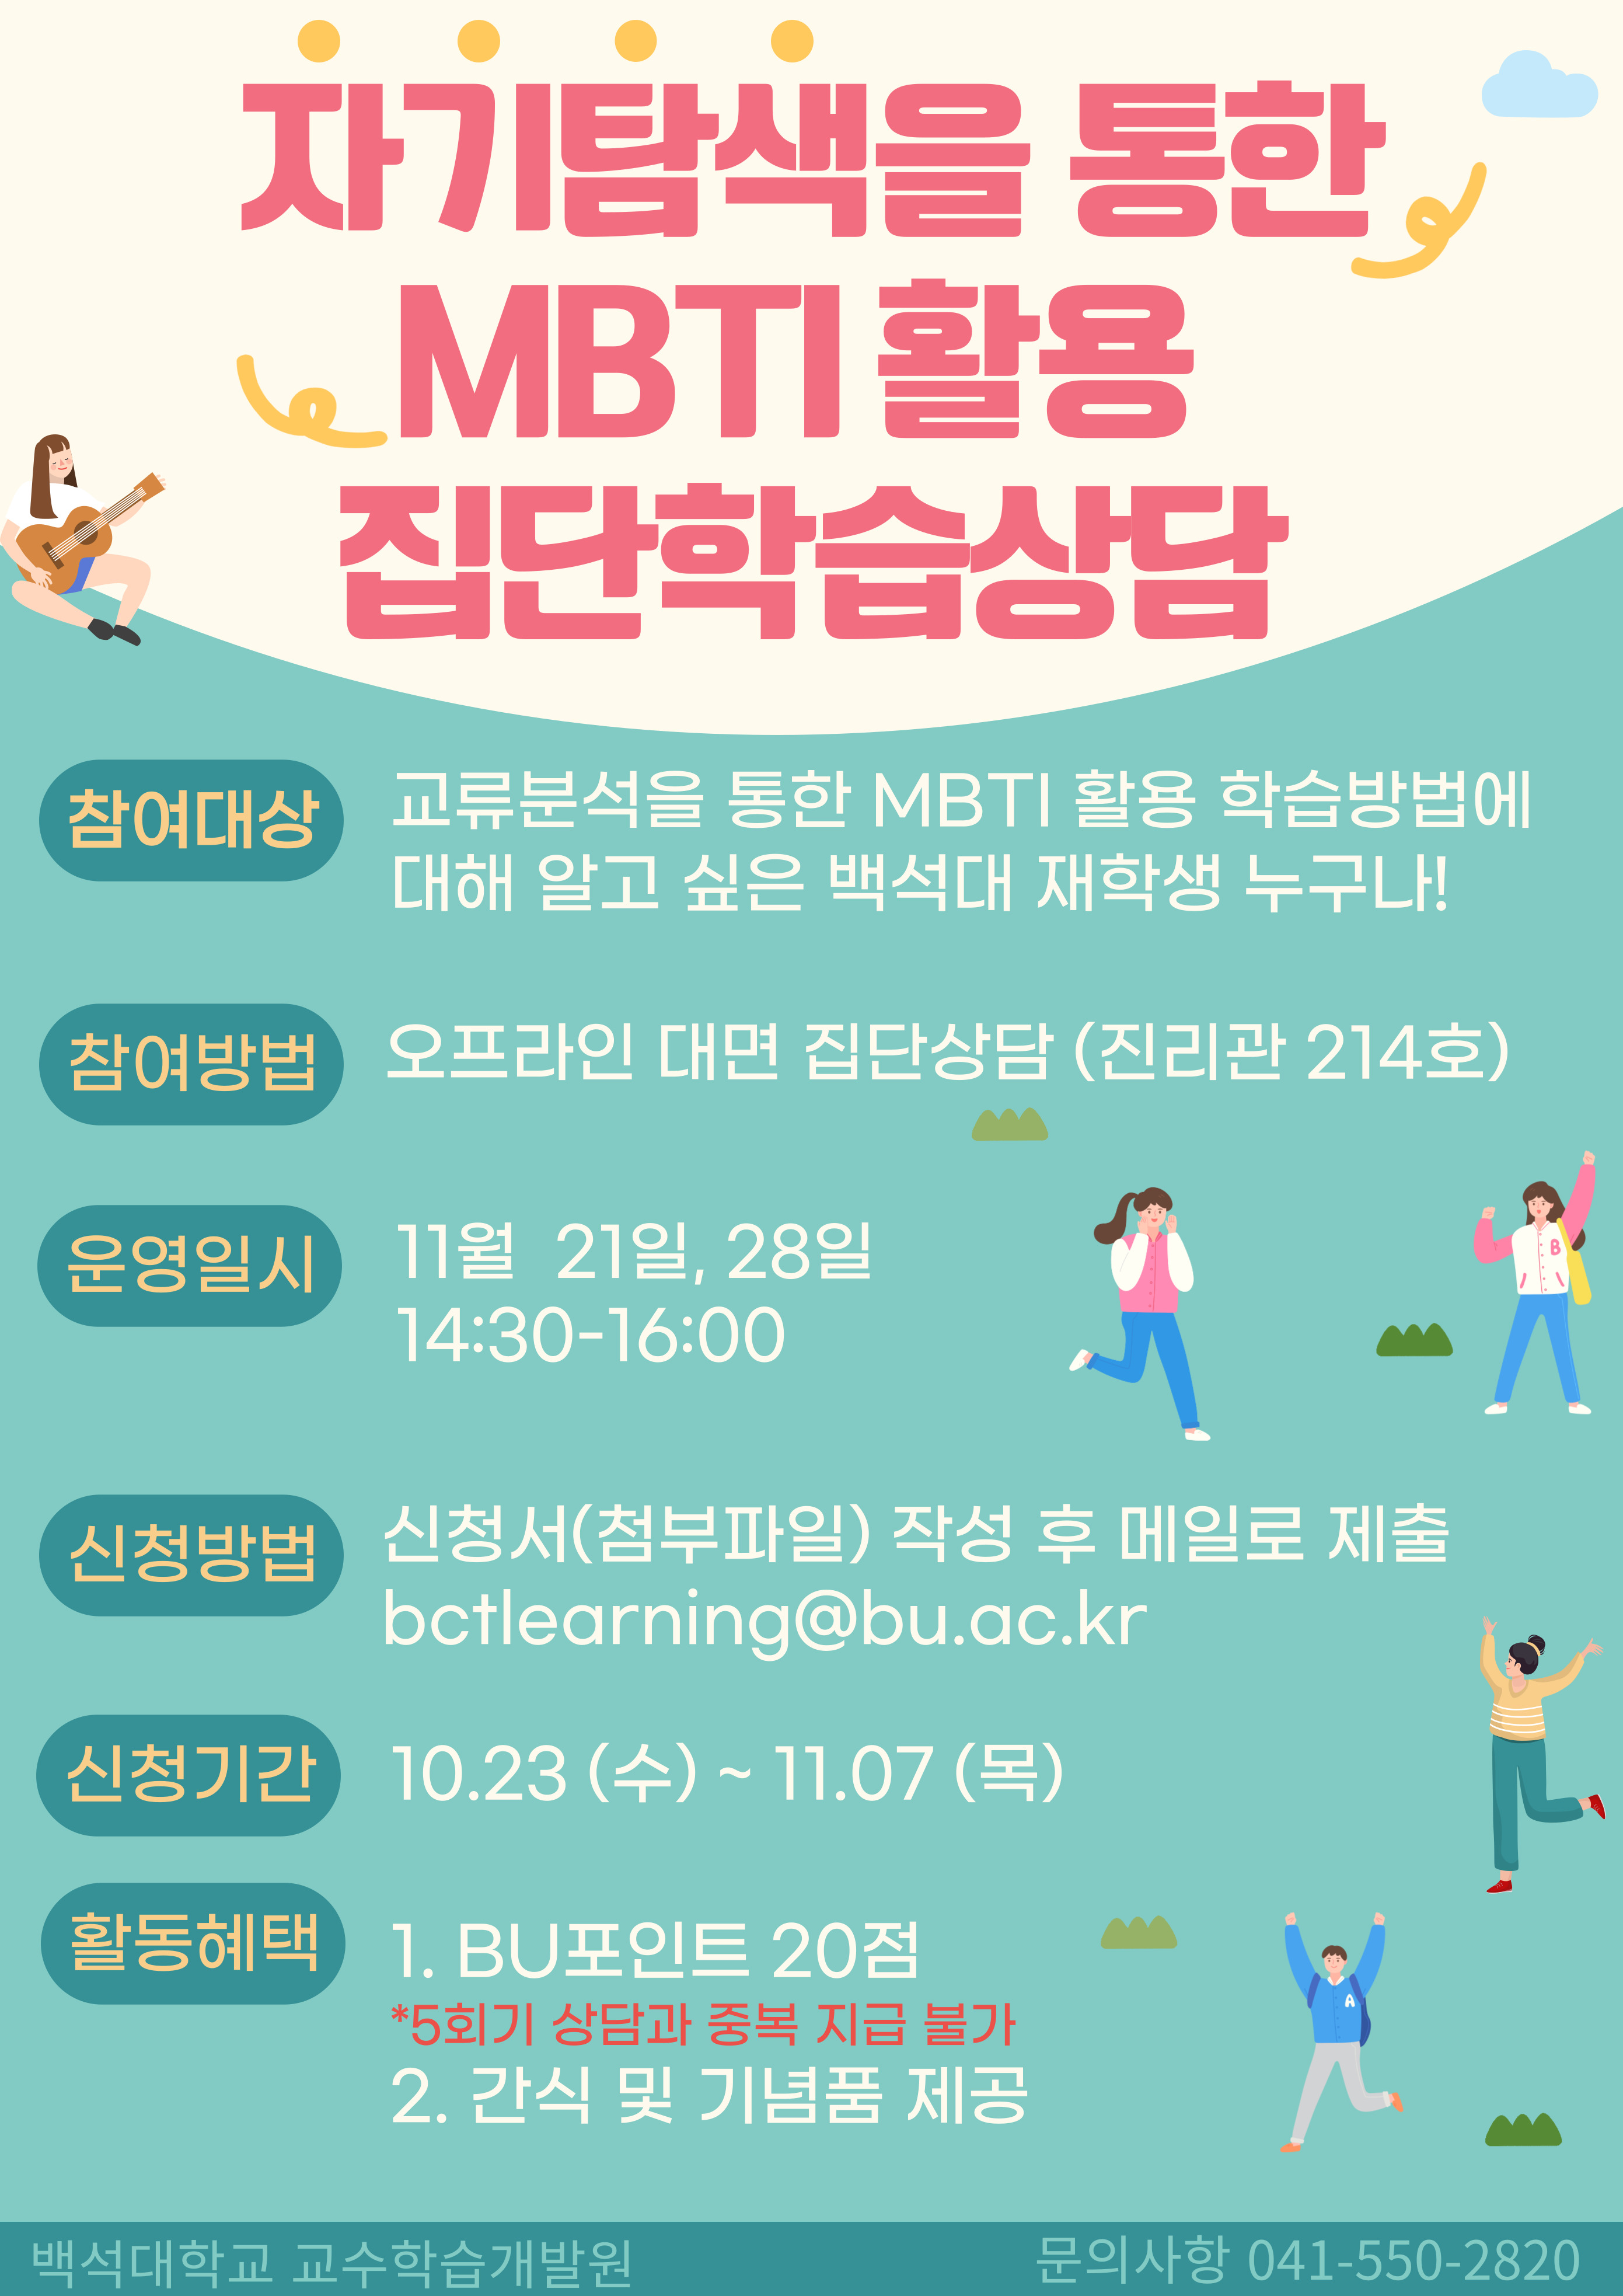 자기탐색을 통한
MBTI 활용
집단학습상담
참여대상
교류분석을 통한 MBTI 활용 학습방법에
대해 알고 싶은 백석대 재학생 누구나!
참여방법
오프라인 대면 집단상담 (진리관 214호)
운영일시
11월 21일, 28일
14:30-16:00
신청방법
신청서(첨부파일) 작성 후 메일로 제출
bctlearning@bu.ac.kr
신청기간
10.23 (수) ~ 11.07 (목)
활동혜택
1. BU포인트 20점
*5회기 상담과 중복 지급 불가
2. 간식 및 기념품 제공
B
A
백석대학교 교수학습개발원
문의사항 041-550-2820